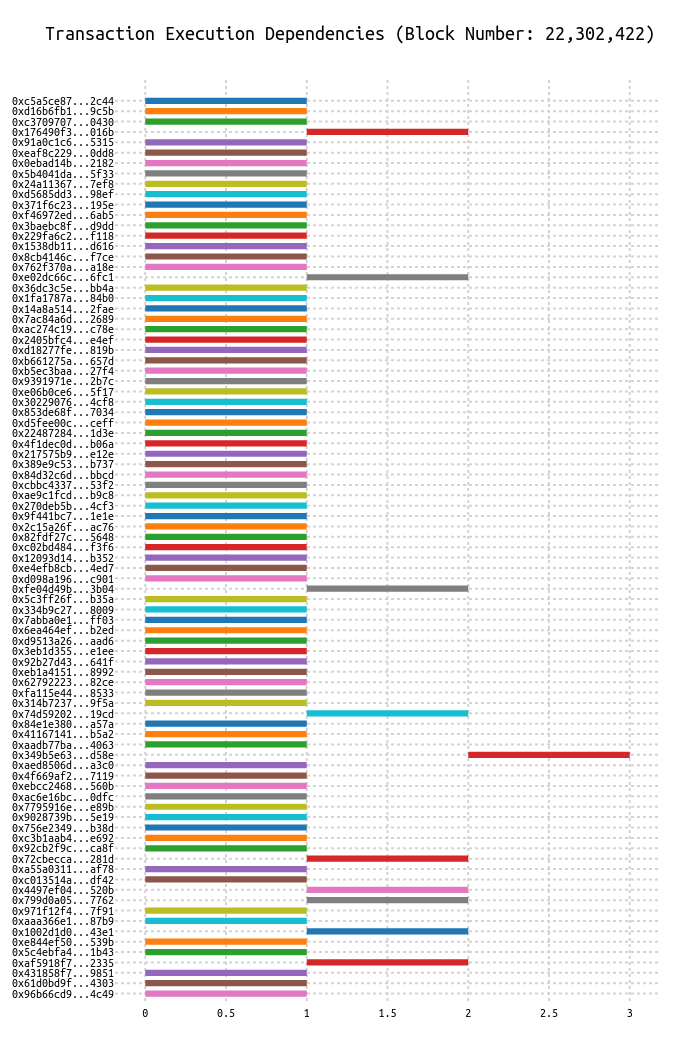 Transaction Execution Dependencies (Block Number: 22,302,422)
0xc5a5ce87...2c44
0xd16b6fb1...9c5b
0xc3709707...0430
0x176490f3...016b
0x91a0c1c6...5315
0xeaf8c229...0dd8
0x0ebad14b...2182
0x5b4041da...5f33
0x24a11367...7ef8
0xd5685dd3...98ef
0x371f6c23...195e
0xf46972ed...6ab5
0x3baebc8f...d9dd
0x229fa6c2...f118
0x1538db11...d616
0x8cb4146c...f7ce
0x762f370a...a18e
0xe02dc66c...6fc1
0x36dc3c5e...bb4a
0x1fa1787a...84b0
0x14a8a514...2fae
0x7ac84a6d...2689
0xac274c19...c78e
0x2405bfc4...e4ef
0xd18277fe...819b
0xb661275a...657d
0xb5ec3baa...27f4
0x9391971e...2b7c
0xe06b0ce6...5f17
0x30229076...4cf8
0x853de68f...7034
0xd5fee00c...ceff
0x22487284...1d3e
0x4f1dec0d...b06a
0x217575b9...e12e
0x389e9c53...b737
0x84d32c6d...bbcd
0xcbbc4337...53f2
0xae9c1fcd...b9c8
0x270deb5b...4cf3
0x9f441bc7...1e1e
0x2c15a26f...ac76
0x82fdf27c...5648
0xc02bd484...f3f6
0x12093d14...b352
0xe4efb8cb...4ed7
0xd098a196...c901
0xfe04d49b...3b04
0x5c3ff26f...b35a
0x334b9c27...8009
0x7abba0e1...ff03
0x6ea464ef...b2ed
0xd9513a26...aad6
0x3eb1d355...e1ee
0x92b27d43...641f
0xeb1a4151...8992
0x62792223...82ce
0xfa115e44...8533
0x314b7237...9f5a
0x74d59202...19cd
0x84e1e380...a57a
0x41167141...b5a2
0xaadb77ba...4063
0x349b5e63...d58e
0xaed8506d...a3c0
0x4f669af2...7119
0xebcc2468...560b
0xac6e16bc...0dfc
0x7795916e...e89b
0x9028739b...5e19
0x756e2349...b38d
0xc3b1aab4...e692
0x92cb2f9c...ca8f
0x72cbecca...281d
0xa55a0311...af78
0xc013514a...df42
0x4497ef04...520b
0x799d0a05...7762
0x971f12f4...7f91
0xaaa366e1...87b9
0x1002d1d0...43e1
0xe844ef50...539b
0x5c4ebfa4...1b43
0xaf5918f7...2335
0x431858f7...9851
0x61d0bd9f...4303
0x96b66cd9...4c49
0 0.5 1 1.5 2 2.5 3